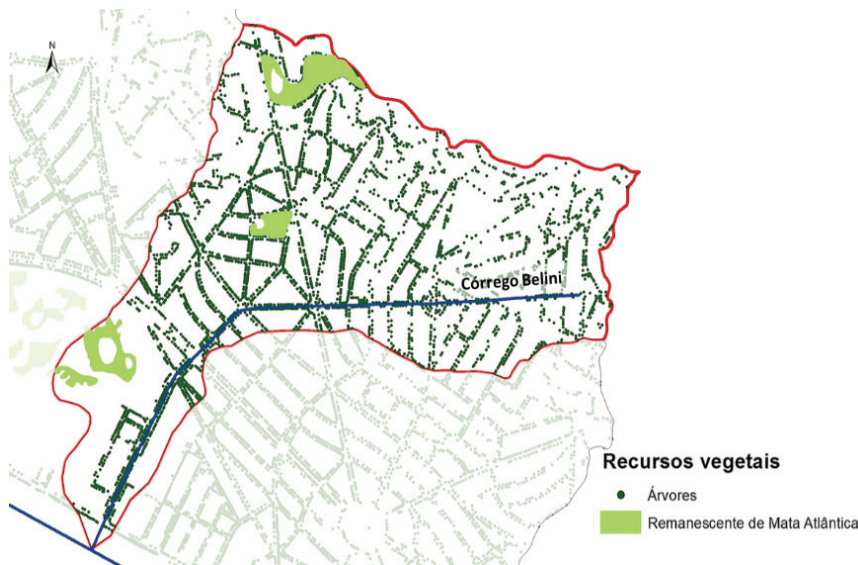 N
Córrego Belini
Recursos vegetais
Árvores
Remanescente de Mata Atlântica